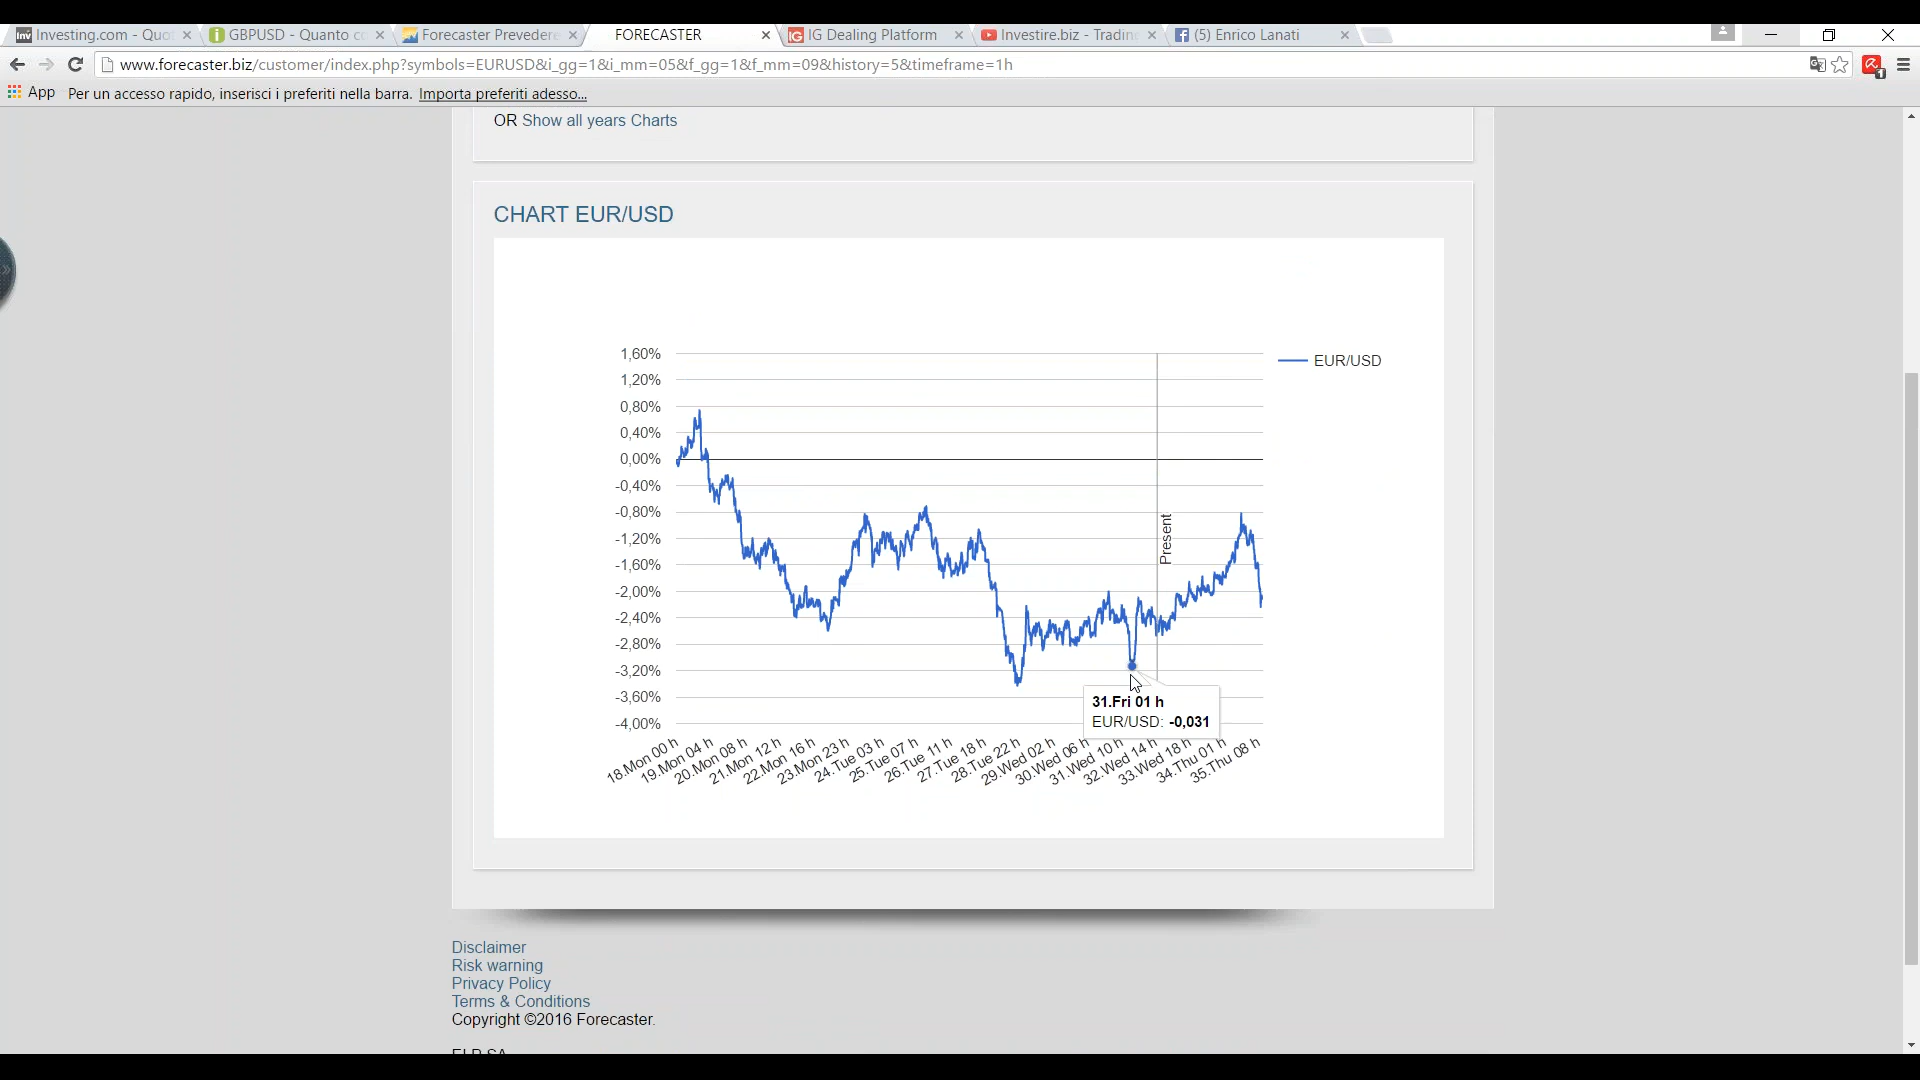 Investing.com - Quo
GBPUSD - Quanto co
Forecaster Prevedere
FORECASTER
IG Dealing Platform
Investire.biz - Trading
(5) Enrico Lanati
www.forecaster.biz/customer/index.php?symbols=EURUSD&i_gg=1&i_mm=05&f_gg=1&f_mm=09&history=5&timeframe=1h
App Per un accesso rapido, inserisci i preferiti nella barra. Importa preferiti adesso...
OR Show all years Charts
CHART EUR/USD
1,60%
1,20%
0,80%
0,40%
0,00%
-0,40%
-0,80%
-1,20%
-1,60%
-2,00%
-2,40%
-2,80%
-3,20%
-3,60%
-4,00%
EUR/USD
Present
31.Fri 01 h
EUR/USD: -0,031
18.Mon 00 h
19.Mon 04 h
20.Mon 08 h
21.Mon 12 h
22.Mon 16 h
23.Mon 23 h
24.Tue 03 h
25.Tue 07 h
26.Tue 11 h
27.Tue 18 h
28.Tue 22 h
29.Wed 02 h
30.Wed 06 h
31.Wed 10 h
32.Wed 14 h
33.Wed 18 h
34.Thu 01 h
35.Thu 08 h
Disclaimer
Risk warning
Privacy Policy
Terms & Conditions
Copyright ©2016 Forecaster.